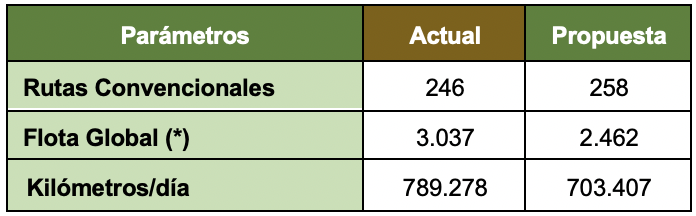 Parámetros Actual Propuesta
Rutas Convencionales 246 258
Flota Global (*) 3.037 2.462
Kilómetros/día 789.278 703.407